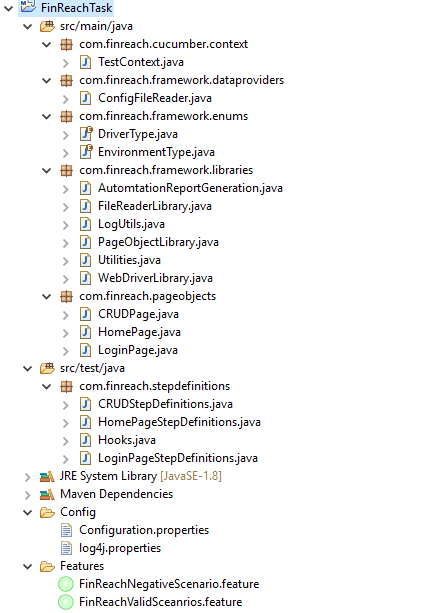 FinReachTask
src/main/java
com.finreach.cucumber.context
TestContext.java
com.finreach.framework.dataproviders
ConfigFileReader.java
com.finreach.framework.enums
DriverType.java
EnvironmentType.java
com.finreach.framework.libraries
AutomtationReportGeneration.java
FileReaderLibrary.java
LogUtils.java
PageObjectLibrary.java
Utilities.java
WebDriverLibrary.java
com.finreach.pageobjects
CRUDPage.java
HomePage.java
LoginPage.java
src/test/java
com.finreach.stepdefinitions
CRUDStepDefinitions.java
HomePageStepDefinitions.java
Hooks.java
LoginPageStepDefinitions.java
JRE System Library [JavaSE-1.8]
Maven Dependencies
Config
Configuration.properties
log4j.properties
Features
FinReachNegativeScenario.feature
FinReachValidSceanrios.feature